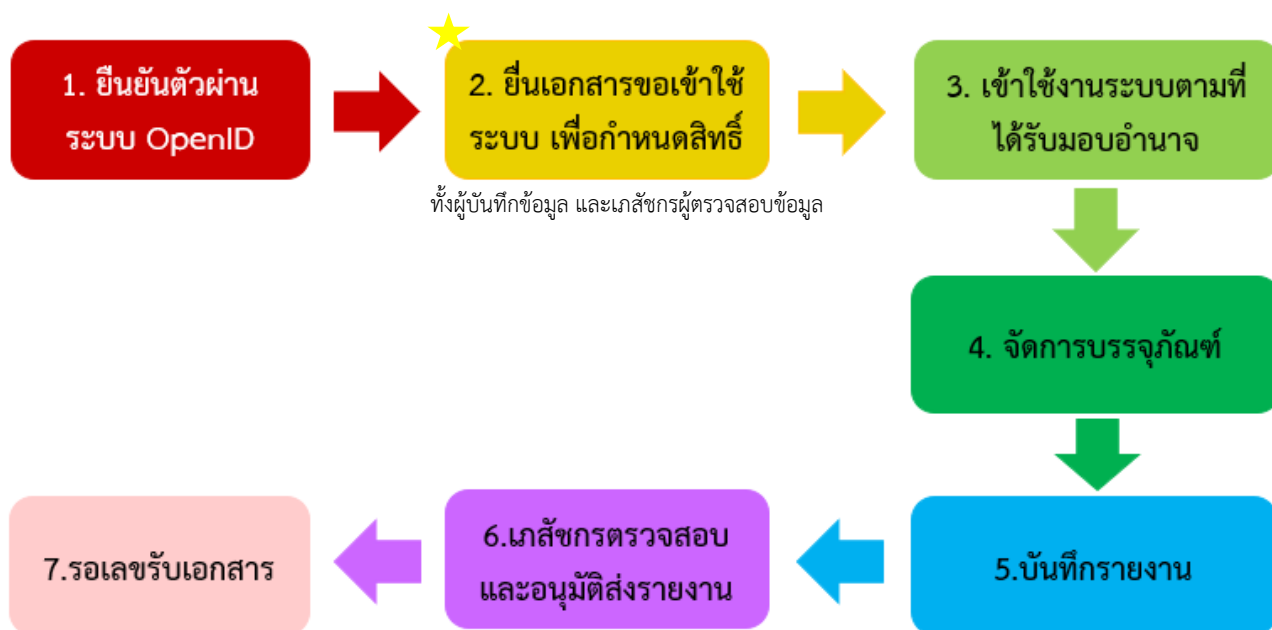 1. ยืนยันตัวผ่าน
ระบบ OpenID
2. ยื่นเอกสารขอเข้าใช้
ระบบ เพื่อกำหนดสิทธิ์
ทั้งผู้บันทึกข้อมูล และเภสัชกรผู้ตรวจสอบข้อมูล
3. เข้าใช้งานระบบตามที่
ได้รับมอบอำนาจ
4. จัดการบรรจุภัณฑ์
5.บันทึกรายงาน
6.เภสัชกรตรวจสอบ
และอนุมัติส่งรายงาน
7.รอเลขรับเอกสาร